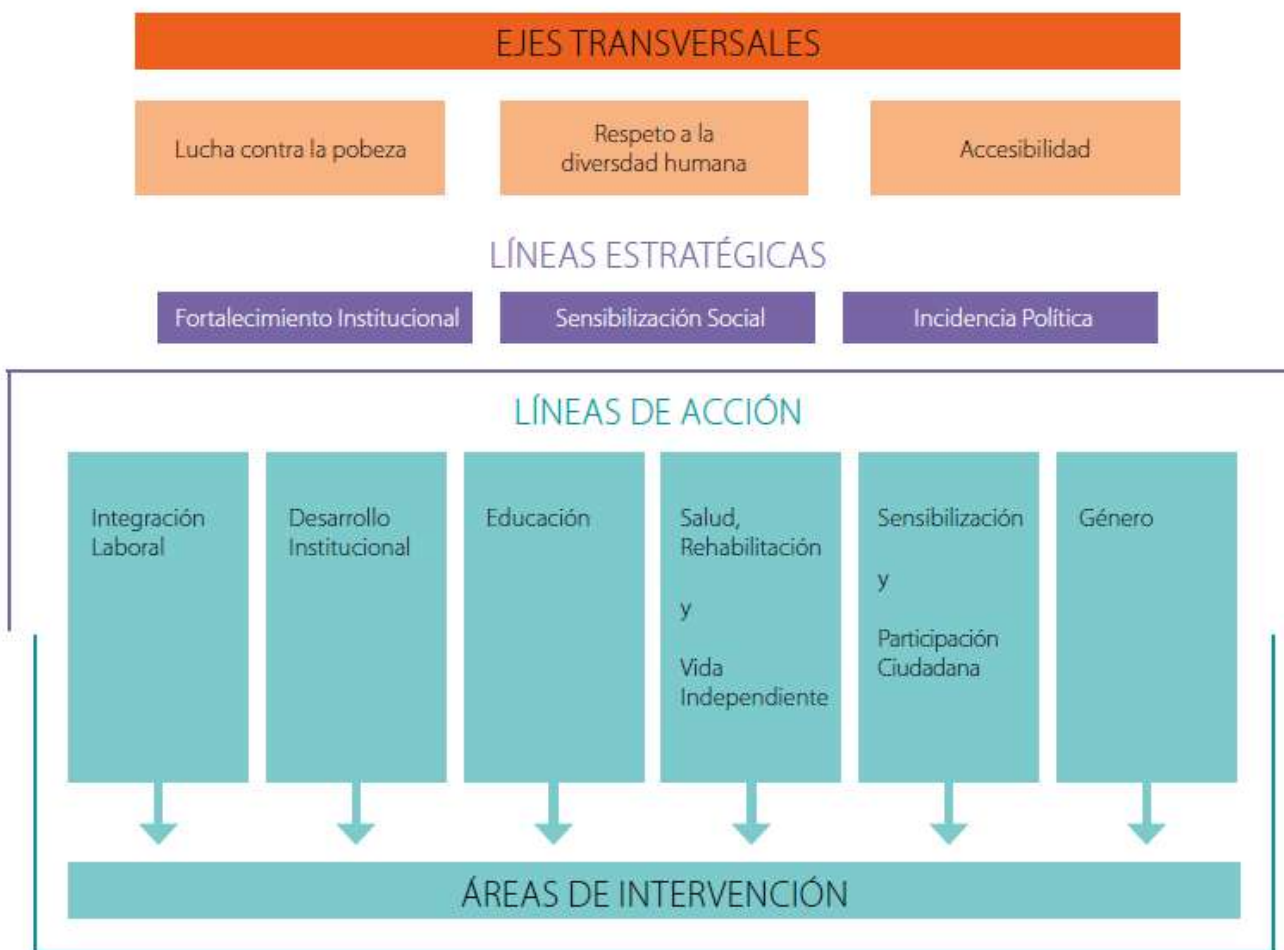 EJES TRANSVERSALES
Lucha contra la pobeza
Respeto a la
diversdad humana
Accesibilidad
LÍNEAS ESTRATÉGICAS
Fortalecimiento Institucional
Sensibilización Social
Incidencia Política
LÍNEAS DE ACCIÓN
Integración
Laboral
Desarrollo
Institucional
Educación
Salud,
Rehabilitación
y
Vida
Independiente
Sensibilización
y
Participación
Ciudadana
Género
ÁREAS DE INTERVENCIÓN